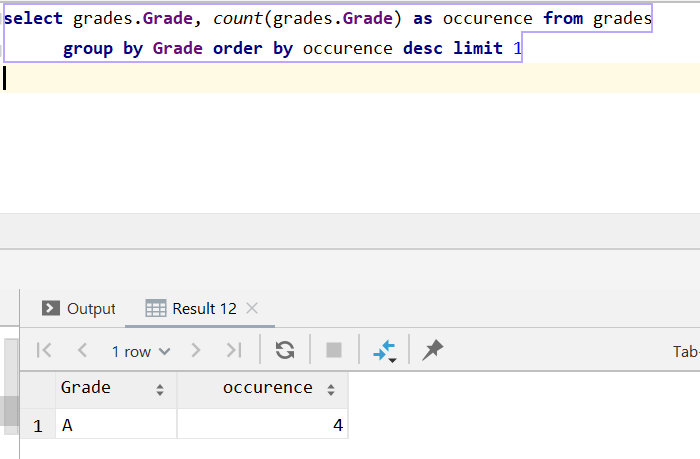 select grades.Grade, count(grades.Grade) as occurence from grades
group by Grade order by occurence desc limit 1
Output Result 12
1 row Tab-
Grade occurence
1 A 4